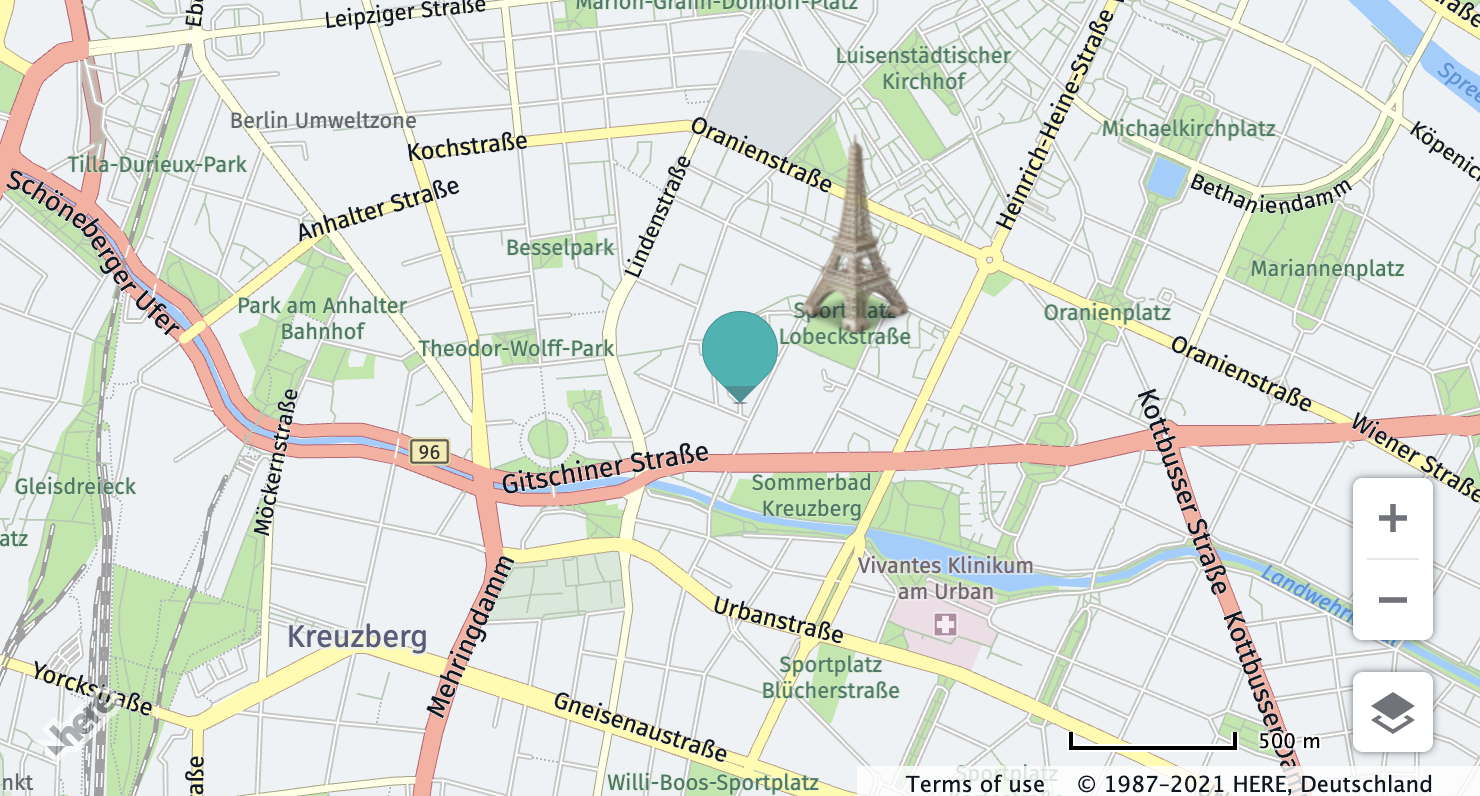 Leipziger Straße
Marion-Gräfin-Dönhoff-Platz
Luisenstädtischer
Kirchhof
Heinrich-Heine-Straße
Spree
Berlin Umweltzone
Kochstraße
Oranienstraße
Michaelkirchplatz
Köpenick
Tilla-Durieux-Park
Schöneberger Ufer
Anhalter Straße
Lindenstraße
Bethaniendamm
Besselpark
Mariannenplatz
Park am Anhalter
Bahnhof
Sportplatz
Lobeckstraße
Oranienplatz
Theodor-Wolff-Park
Oranienstraße
Möckernstraße
96
Gitschiner Straße
Kottbusser Straße
Wiener Straße
Gleisdreieck
Sommerbad
Kreuzberg
atz
Vivantes Klinikum
am Urban
Landwehr
+
−
Mehringdamm
Urbanstraße
Kreuzberg
Kottbusser Dam
Sportplatz
Blücherstraße
Yorckstraße
here
Gneisenaustraße
500 m
nkt
aße
Willi-Boos-Sportplatz
Sportplatz
Terms of use
© 1987–2021 HERE, Deutschland